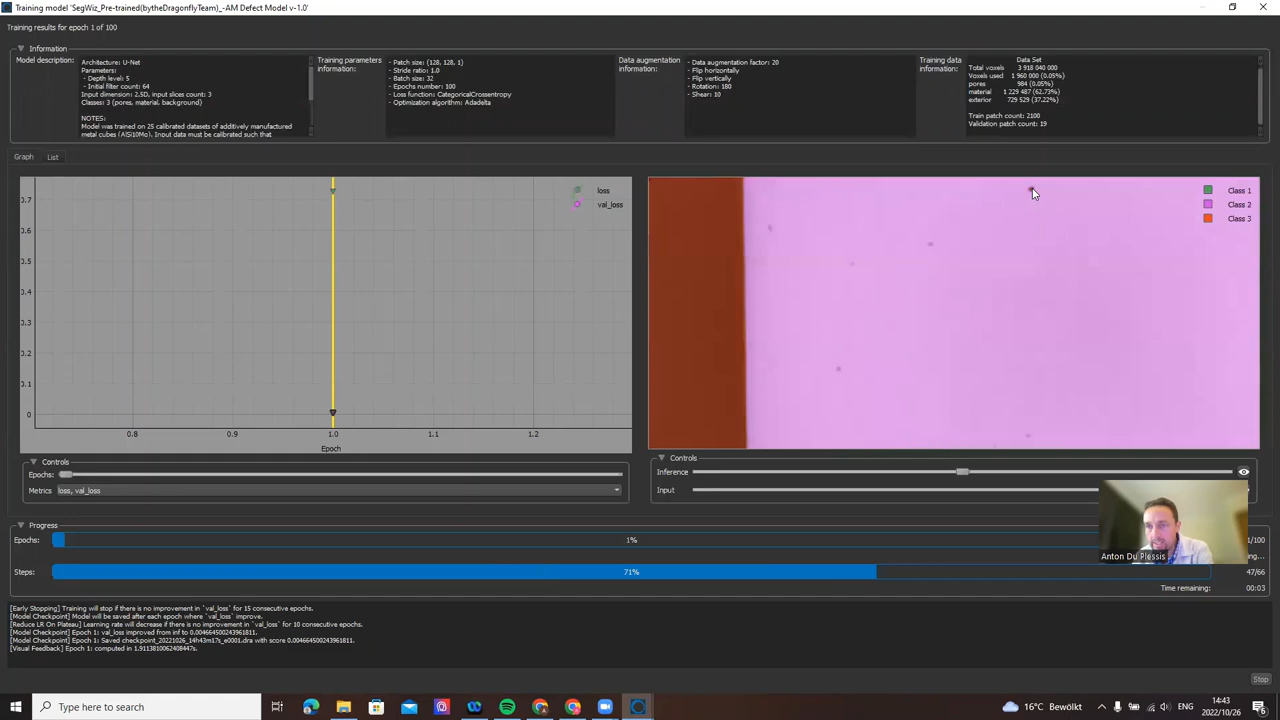 Training model 'SegWiz_Pre-trained(bytheDragonflyTeam)_-AM Defect Model v-1.0'
Training results for epoch 1 of 100
Information
Model description:
Architecture: U-Net
Parameters:
- Depth level: 5
- Initial filter count: 64
Input dimension: 2.5D, input slices count: 3
Classes: 3 (pores, material, background)
NOTES:
Model was trained on 25 calibrated datasets of additively manufactured
metal cubes (AlSi10Mg). Input data must be calibrated such that
Training parameters information:
- Patch size: (128, 128, 1)
- Stride ratio: 1.0
- Batch size: 32
- Epochs number: 100
- Loss function: CategoricalCrossentropy
- Optimization algorithm: Adadelta
Data augmentation information:
- Data augmentation factor: 20
- Flip horizontally
- Flip vertically
- Rotation: 180
- Shear: 10
Training data information:
Data Set
Total voxels 3 918 640 000
Voxels used 1 960 000 (0.05%)
pores 984 (0.05%)
material 1 229 487 (62.73%)
exterior 729 529 (37.22%)
Train patch count: 2100
Validation patch count: 19
Graph List
0.7
0.6
0.5
0.4
0.3
0.2
0.1
0
0.8 0.9 1.0 1.1 1.2
Epoch
loss
val_loss
Class 1
Class 2
Class 3
Controls
Epochs:
Metrics loss, val_loss
Controls
Inference
Input
Anton Du Plessis
Progress
Epochs: 1% 1/100
Steps: 71% 47/66
Time remaining: 00:03
[Early Stopping] Training will stop if there is no improvement in `val_loss` for 15 consecutive epochs.
[Model Checkpoint] Model will be saved after each epoch where `val_loss` improve.
[Reduce LR On Plateau] Learning rate will decrease if there is no improvement in `val_loss` for 10 consecutive epochs.
[Model Checkpoint] Epoch 1: val_loss improved from inf to 0.004664500243961811.
[Model Checkpoint] Epoch 1: Saved checkpoint_20221026_14h43m17s_e0001.dra with score 0.004664500243961811.
[Visual Feedback] Epoch 1: computed in 1.9113810062408447s.
Stop
Type here to search
16°C Bewölkt
ENG
14:43
2022/10/26
6